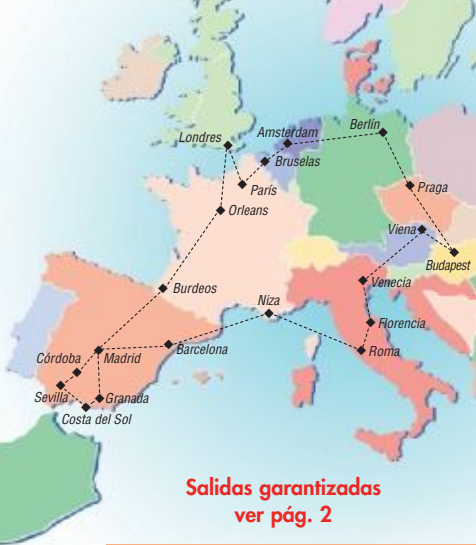 Londres
Amsterdam
Berlín
Bruselas
París
Praga
Orleans
Viena
Budapest
Venecia
Burdeos
Niza
Florencia
Córdoba
Madrid
Barcelona
Roma
Sevilla
Granada
Costa del Sol
Salidas garantizadas
ver pág. 2